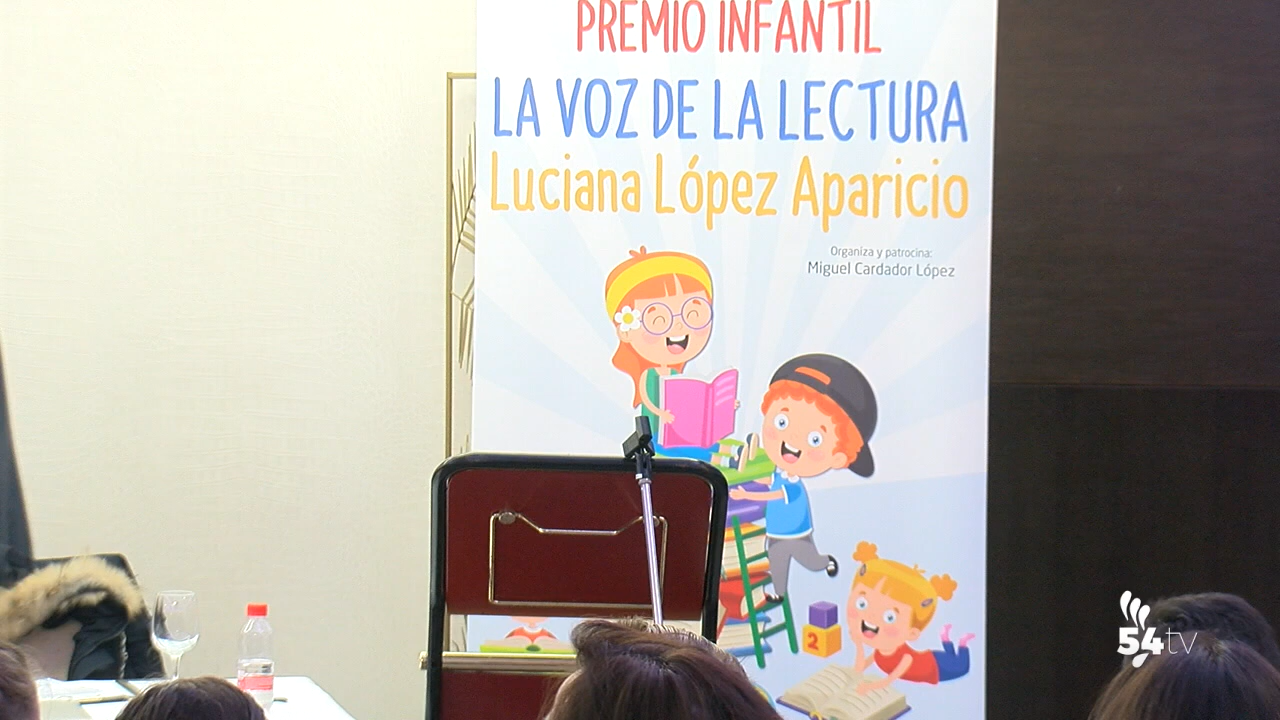 PREMIO INFANTIL
LA VOZ DE LA LECTURA
Luciana López Aparicio
Organiza y patrocina:
Miguel Cardador López
2
54tv